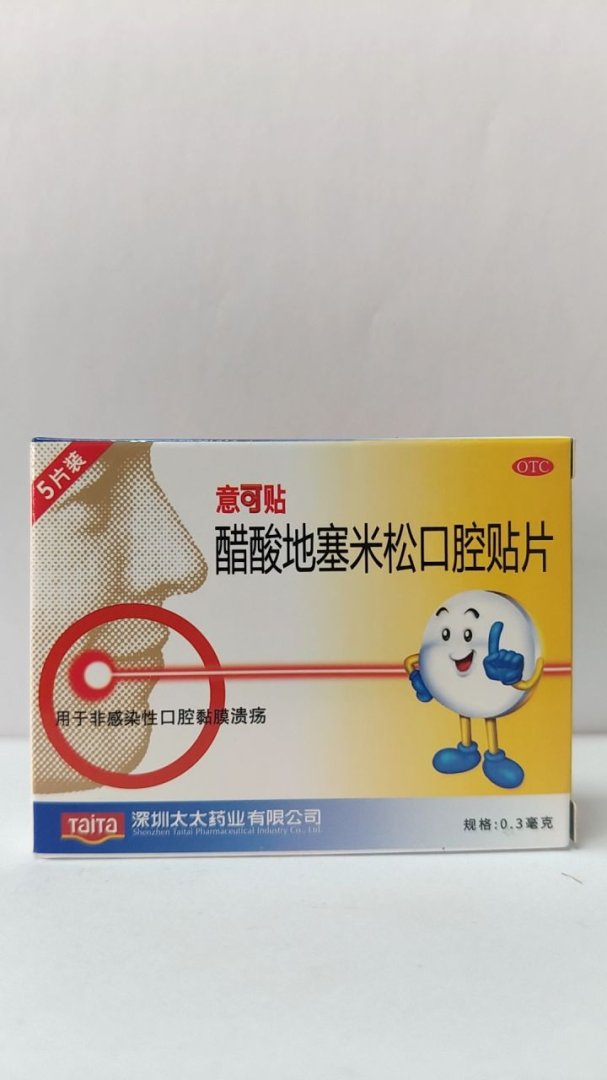 5片装
OTC
意可贴
醋酸地塞米松口腔贴片
用于非感染性口腔黏膜溃疡
TaiTa
深圳太太药业有限公司
Shenzhen Taitai Pharmaceutical Industry Co., Ltd.
规格:0.3毫克